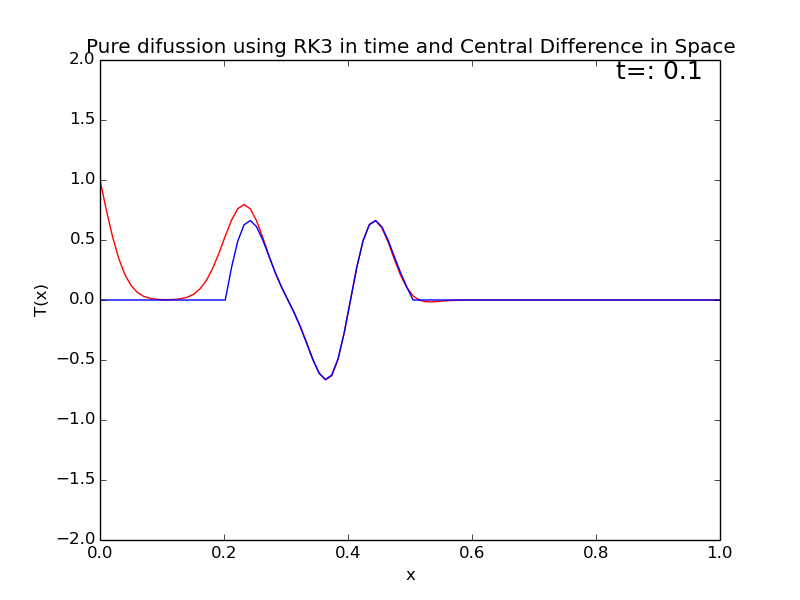 Pure difussion using RK3 in time and Central Difference in Space
t=: 0.1
2.0
1.5
1.0
0.5
0.0
−0.5
−1.0
−1.5
−2.0
T(x)
0.0 0.2 0.4 0.6 0.8 1.0
x